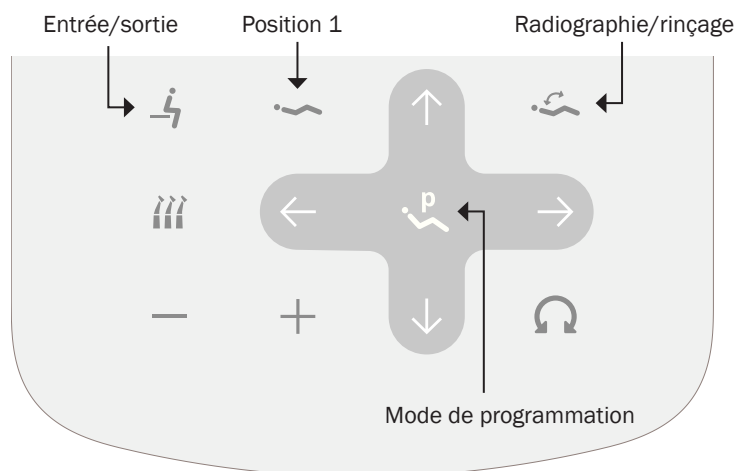 Entrée/sortie
Position 1
Radiographie/rinçage
p
Mode de programmation